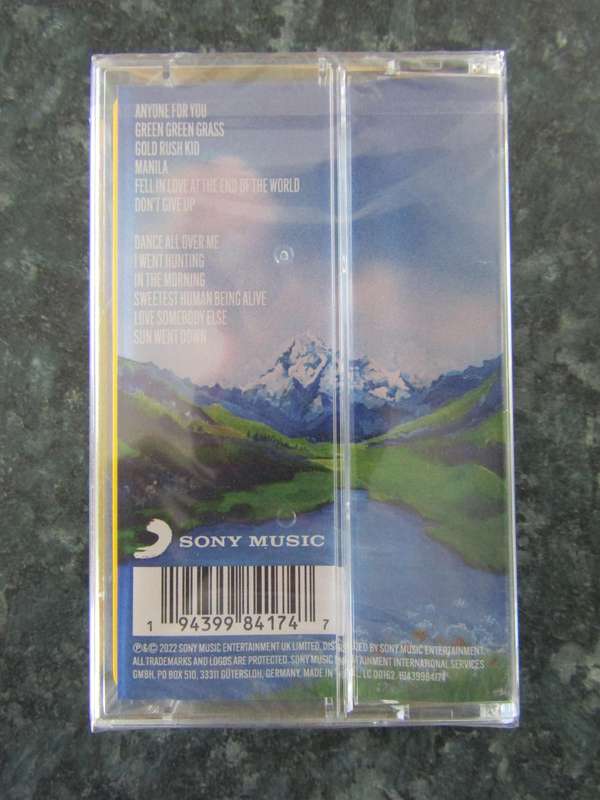 ANYONE FOR YOU
GREEN GREEN GRASS
GOLD RUSH KID
MANILA
FELL IN LOVE AT THE END OF THE WORLD
DON'T GIVE UP
DANCE ALL OVER ME
I WENT HUNTING
IN THE MORNING
SWEETEST HUMAN BEING ALIVE
LOVE SOMEBODY ELSE
SUN WENT DOWN
SONY MUSIC
1 94399 84174 7
℗&© 2022 SONY MUSIC ENTERTAINMENT UK LIMITED. DISTRIBUTED BY SONY MUSIC ENTERTAINMENT.
ALL TRADEMARKS AND LOGOS ARE PROTECTED. SONY MUSIC ENTERTAINMENT INTERNATIONAL SERVICES
GMBH, PO BOX 510, 33311 GÜTERSLOH, GERMANY. MADE IN LC 00162. 19439984174